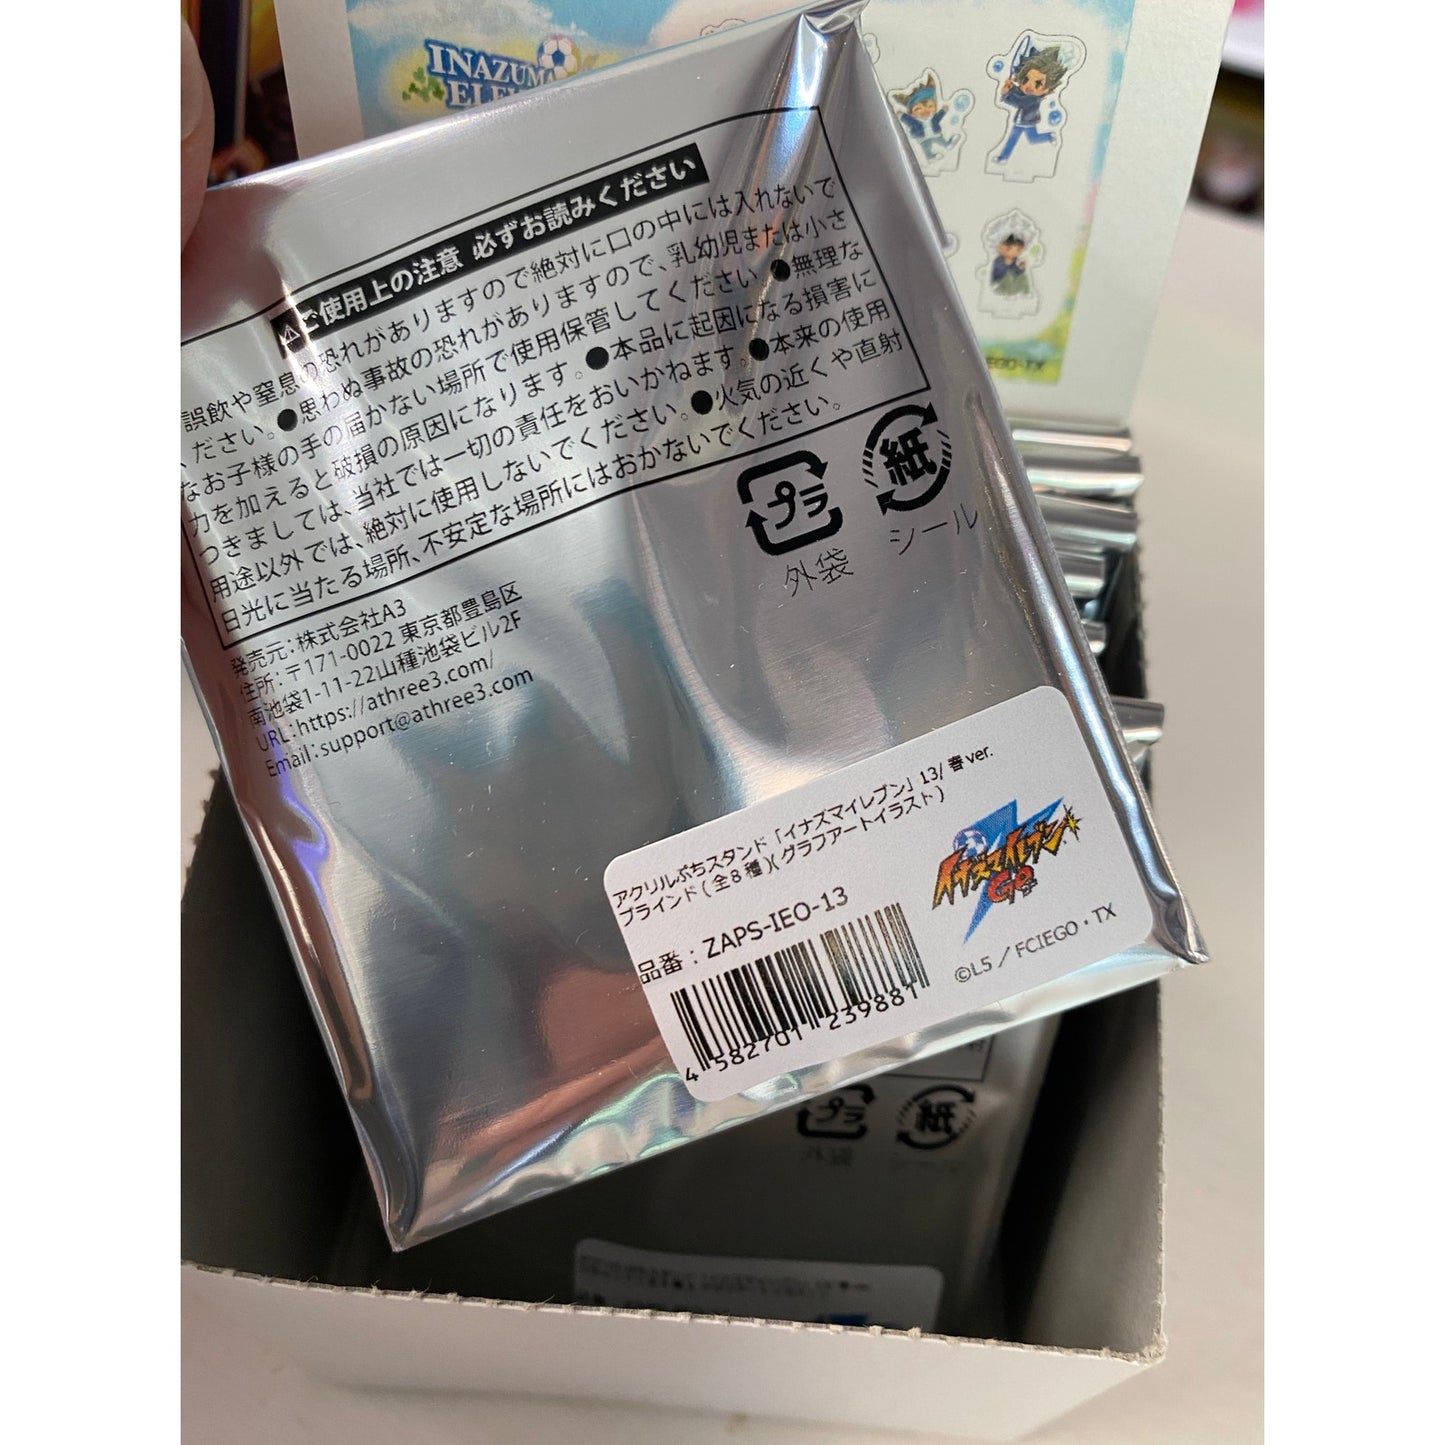 INAZUMA
ご使用上の注意 必ずお読みください
誤飲や窒息の恐れがありますので絶対に口の中には入れないで
ください。●思わぬ事故の恐れがありますので、乳幼児または小さ
なお子様の手の届かない場所で使用保管してください。●無理な
力を加えると破損の原因になります。●本品に起因になる損害に
つきましては、当社では一切の責任をおいかねます。●本来の使用
用途以外では、絶対に使用しないでください。●火気の近くや直射
日光に当たる場所、不安定な場所にはおかないでください。
プラ
外袋
紙
シール
発売元：株式会社A3
住所：〒171-0022 東京都豊島区
南池袋1-11-22山種池袋ビル2F
URL：https://athree3.com/
Email：support@athree3.com
アクリルぷちスタンド「イナズマイレブン」13/ 春ver.
ブラインド(全8種)(グラフアートイラスト)
品番：ZAPS-IEO-13
4 582701 239881
イナズマイレブン
GO
©L5／FCIEGO・TX
プラ
外袋
紙
シール